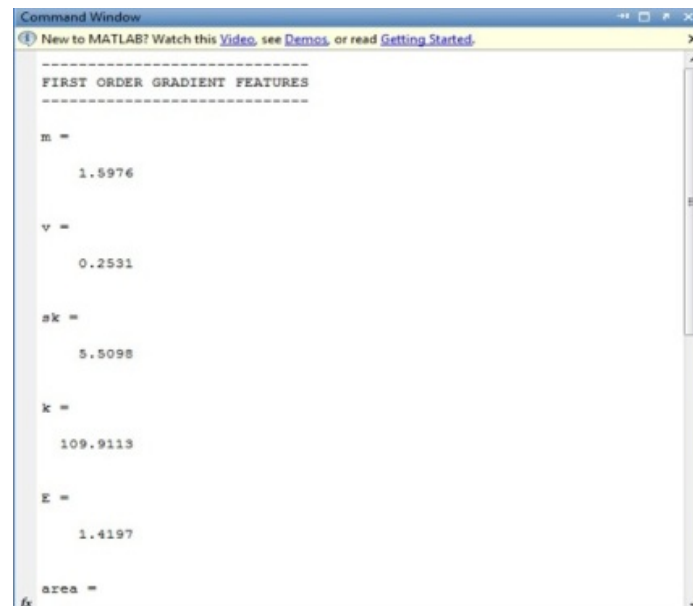 Command Window
New to MATLAB? Watch this Video, see Demos, or read Getting Started.
------------------------------
FIRST ORDER GRADIENT FEATURES
------------------------------
m =
1.5976
v =
0.2531
sk =
5.5098
k =
109.9113
E =
1.4197
area =
fx